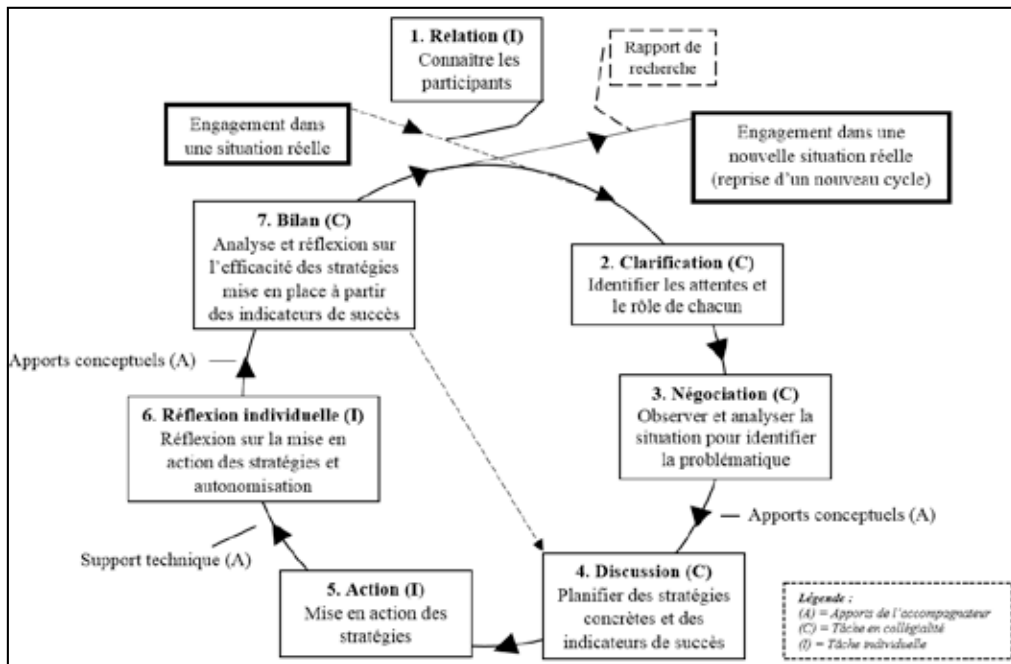 1. Relation (I)
Connaître les
participants
Rapport de
recherche
Engagement dans
une situation réelle
Engagement dans une
nouvelle situation réelle
(reprise d'un nouveau cycle)
7. Bilan (C)
Analyse et réflexion sur
l'efficacité des stratégies
mise en place à partir
des indicateurs de succès
2. Clarification (C)
Identifier les attentes et
le rôle de chacun
Apports conceptuels (A)
3. Négociation (C)
Observer et analyser la
situation pour identifier
la problématique
6. Réflexion individuelle (I)
Réflexion sur la mise en
action des stratégies et
autonomisation
Apports conceptuels (A)
Support technique (A)
4. Discussion (C)
Planifier des stratégies
concrètes et des
indicateurs de succès
5. Action (I)
Mise en action des
stratégies
Légende :
(A) = Apports de l'accompagnateur
(C) = Tâche en collégialité
(I) = Tâche individuelle